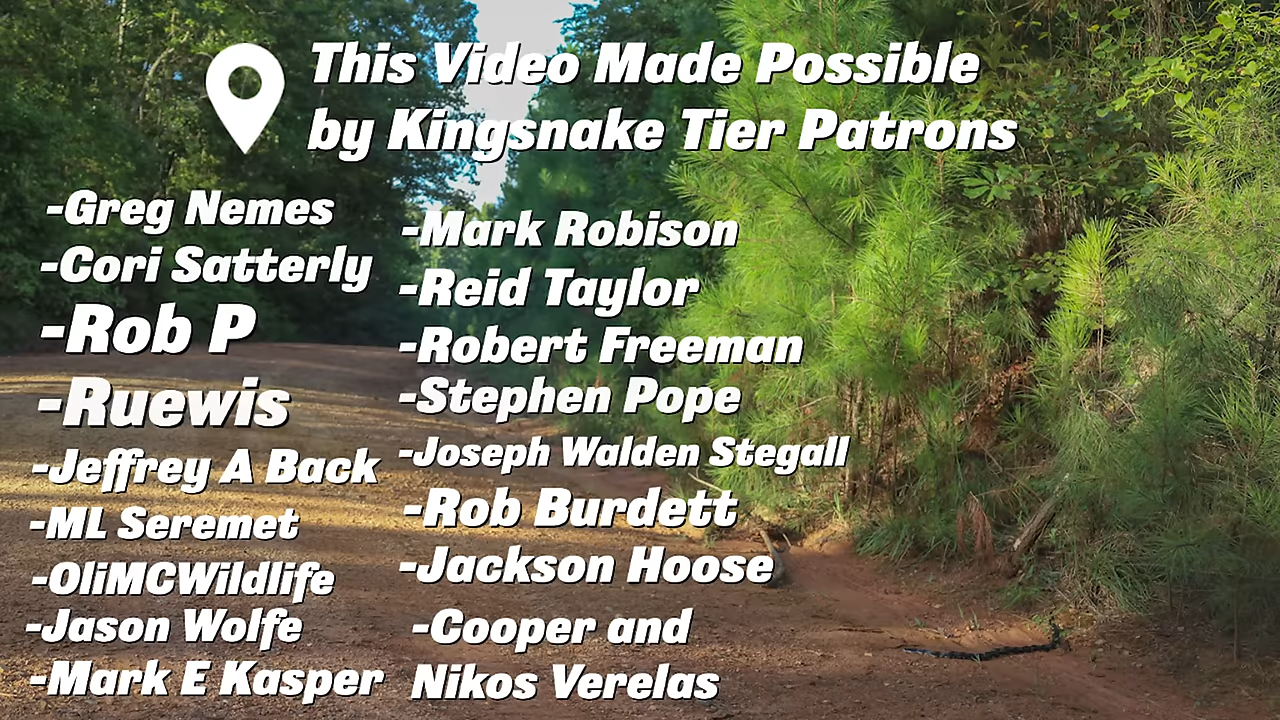 This Video Made Possible
by Kingsnake Tier Patrons
-Greg Nemes
-Cori Satterly
-Rob P
-Ruewis
-Jeffrey A Back
-ML Seremet
-OliMCWildlife
-Jason Wolfe
-Mark E Kasper
-Mark Robison
-Reid Taylor
-Robert Freeman
-Stephen Pope
-Joseph Walden Stegall
-Rob Burdett
-Jackson Hoose
-Cooper and
Nikos Verelas